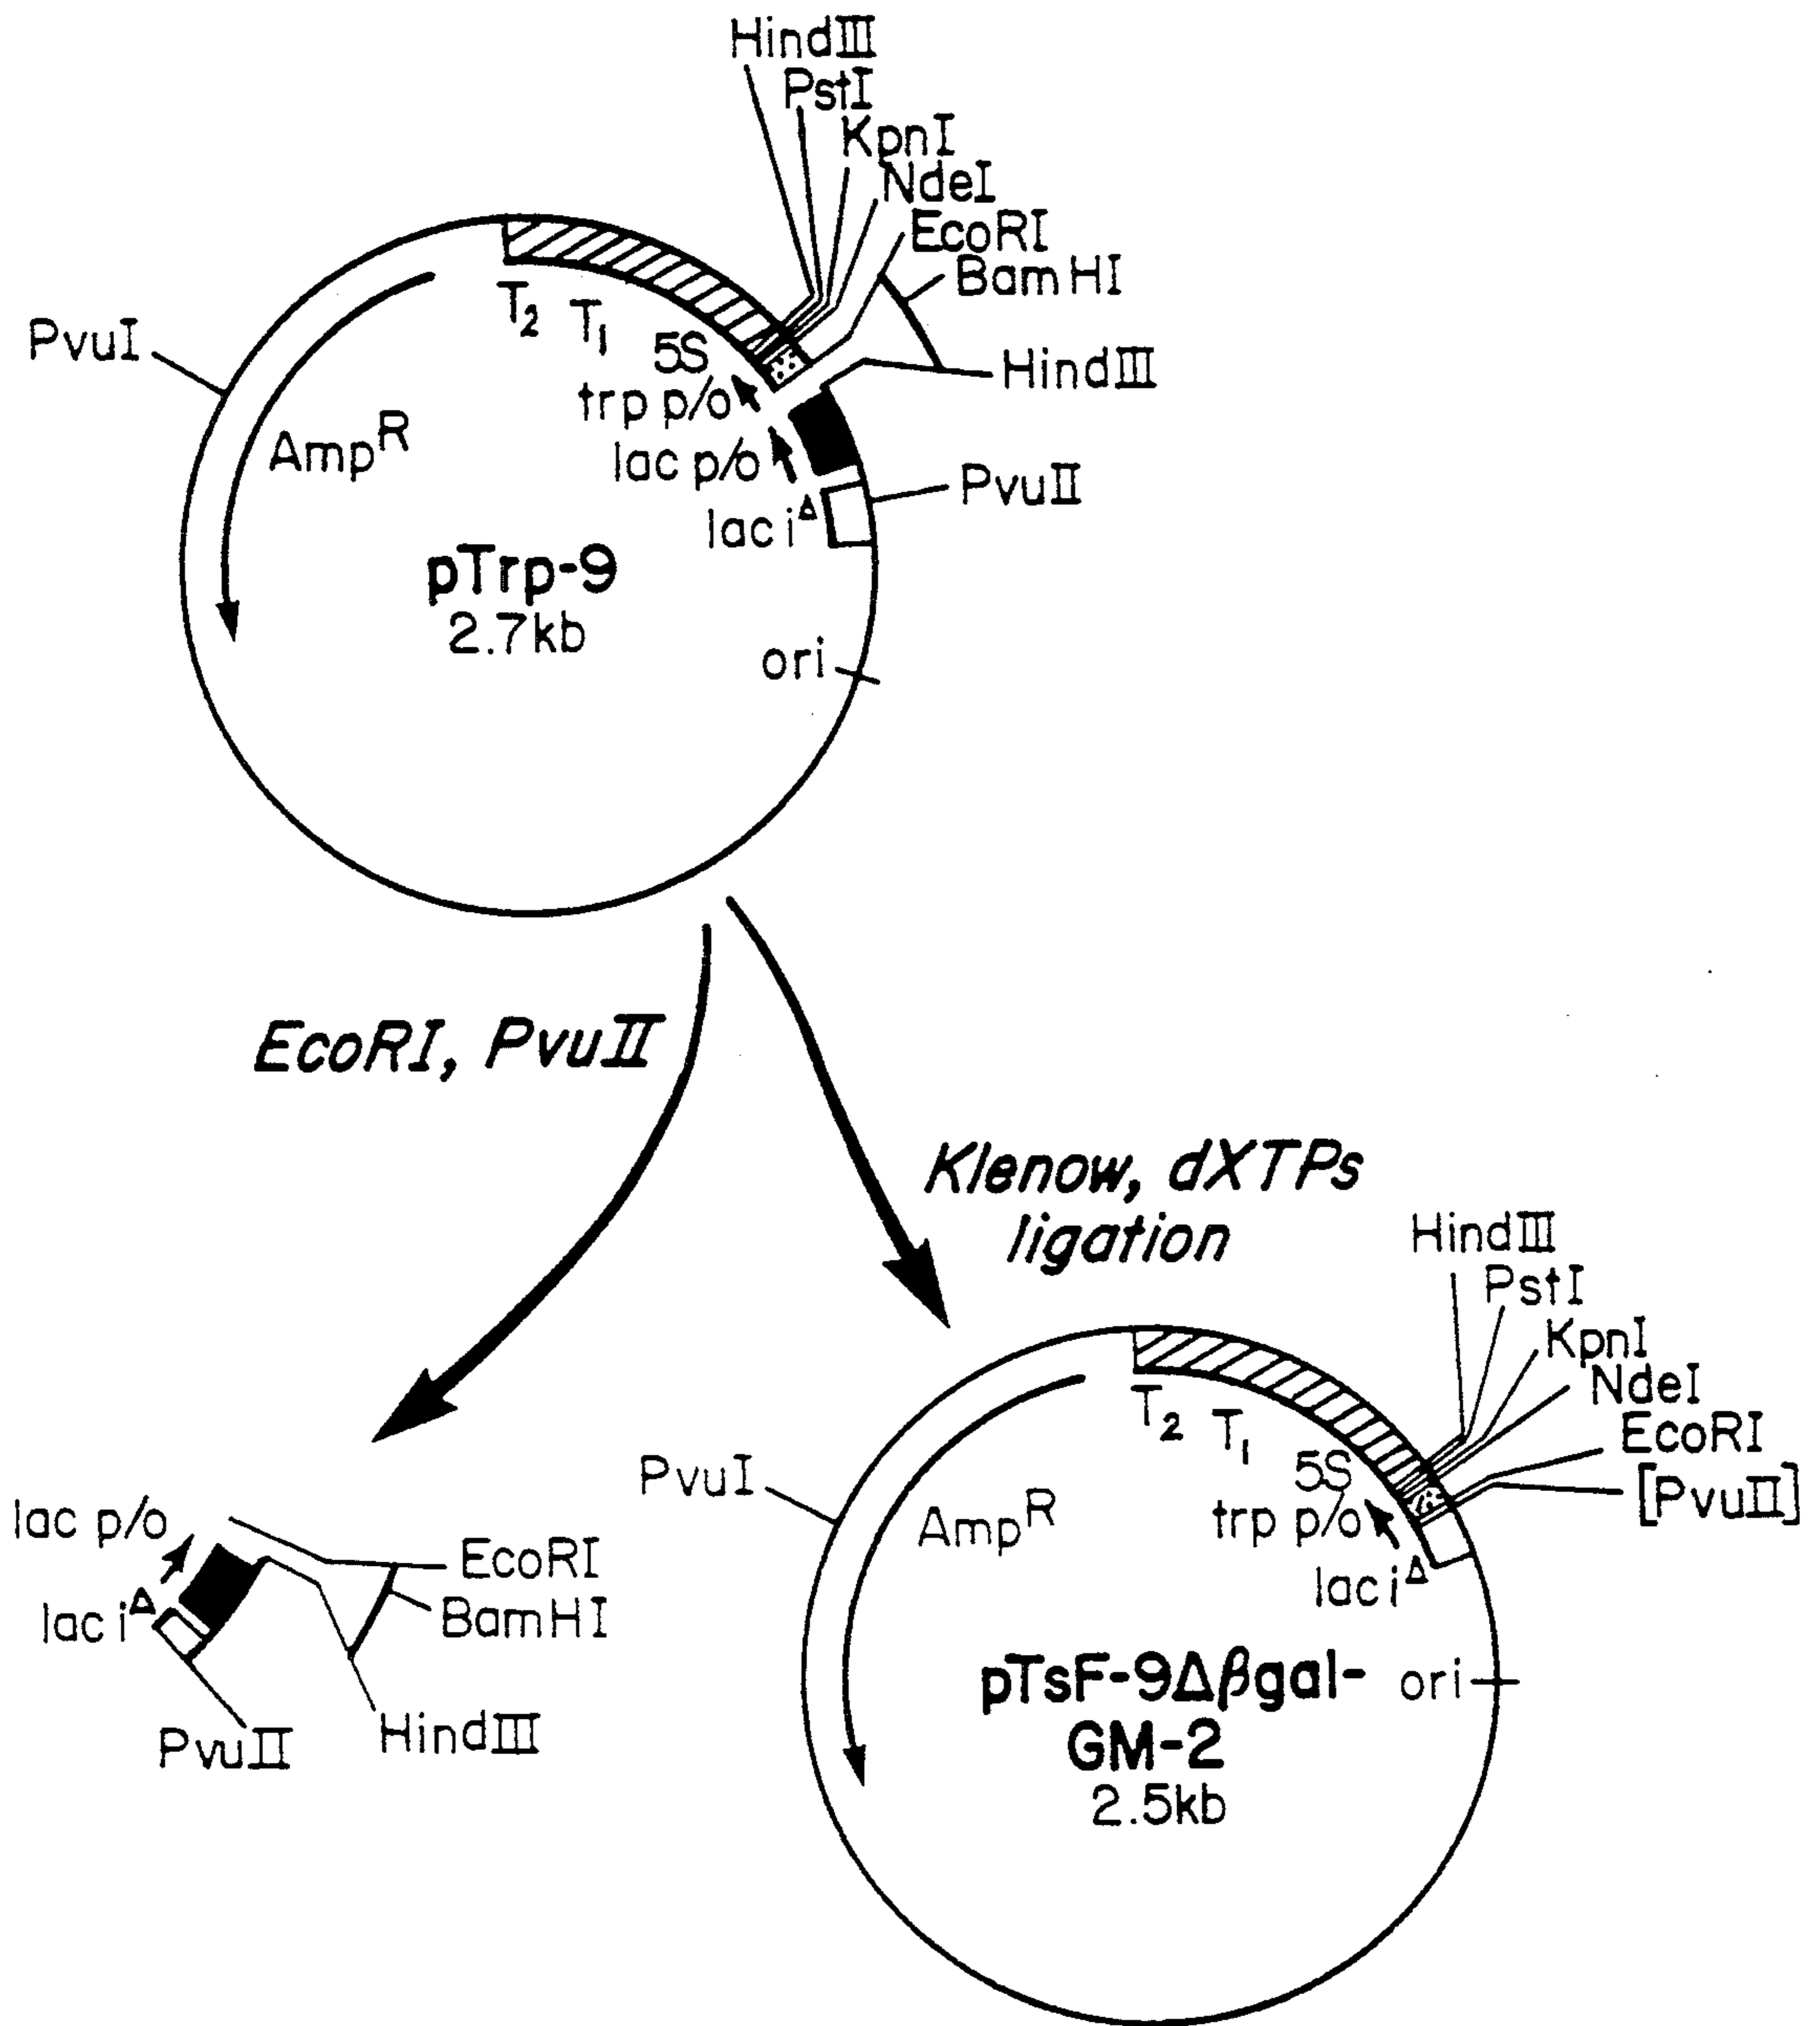 HindIII
PstI
KpnI
NdeI
EcoRI
BamHI
HindIII
PvuI
T2
T1
5S
trp p/o
lac p/o
lac iΔ
AmpR
PvuII
pTrp-9
2.7kb
ori
EcoRI, PvuII
Klenow, dXTPs
ligation
HindIII
PstI
KpnI
NdeI
EcoRI
[PvuII]
PvuI
T2
T1
5S
trp p/o
lac iΔ
AmpR
pTsF-9Δβgal-
GM-2
2.5kb
ori
lac p/o
lac iΔ
EcoRI
BamHI
HindIII
PvuII